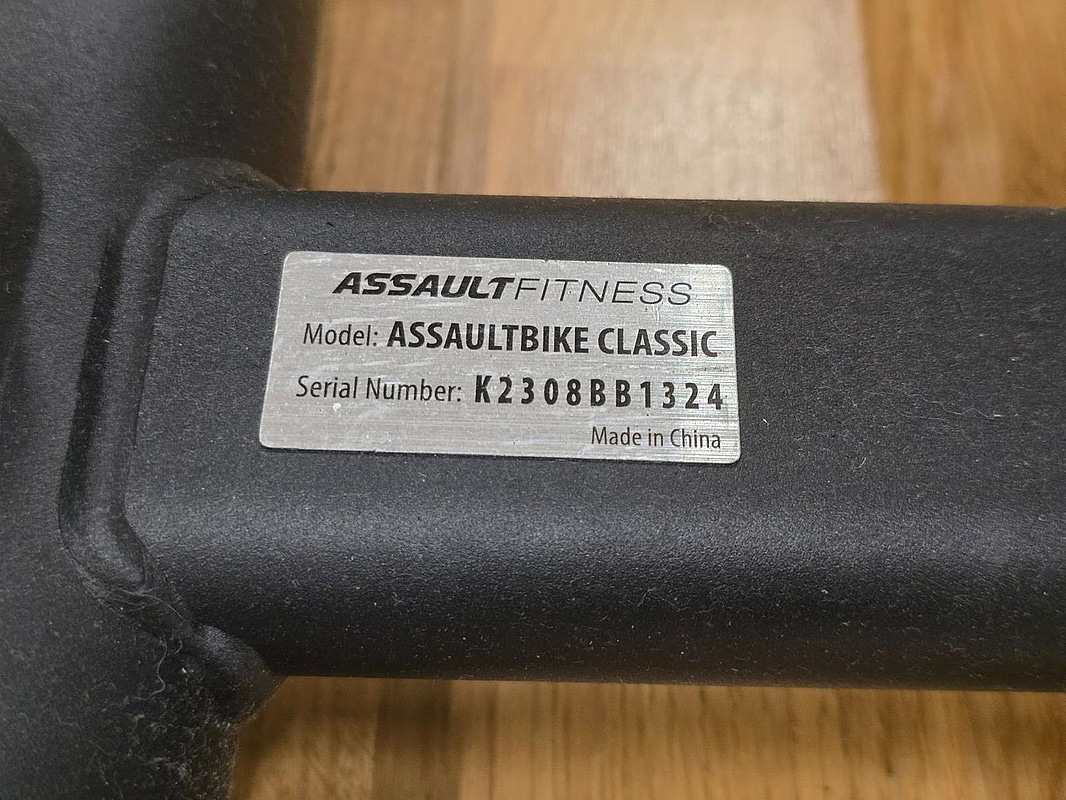 ASSAULTFITNESS
Model: ASSAULTBIKE CLASSIC
Serial Number: K2308BB1324
Made in China